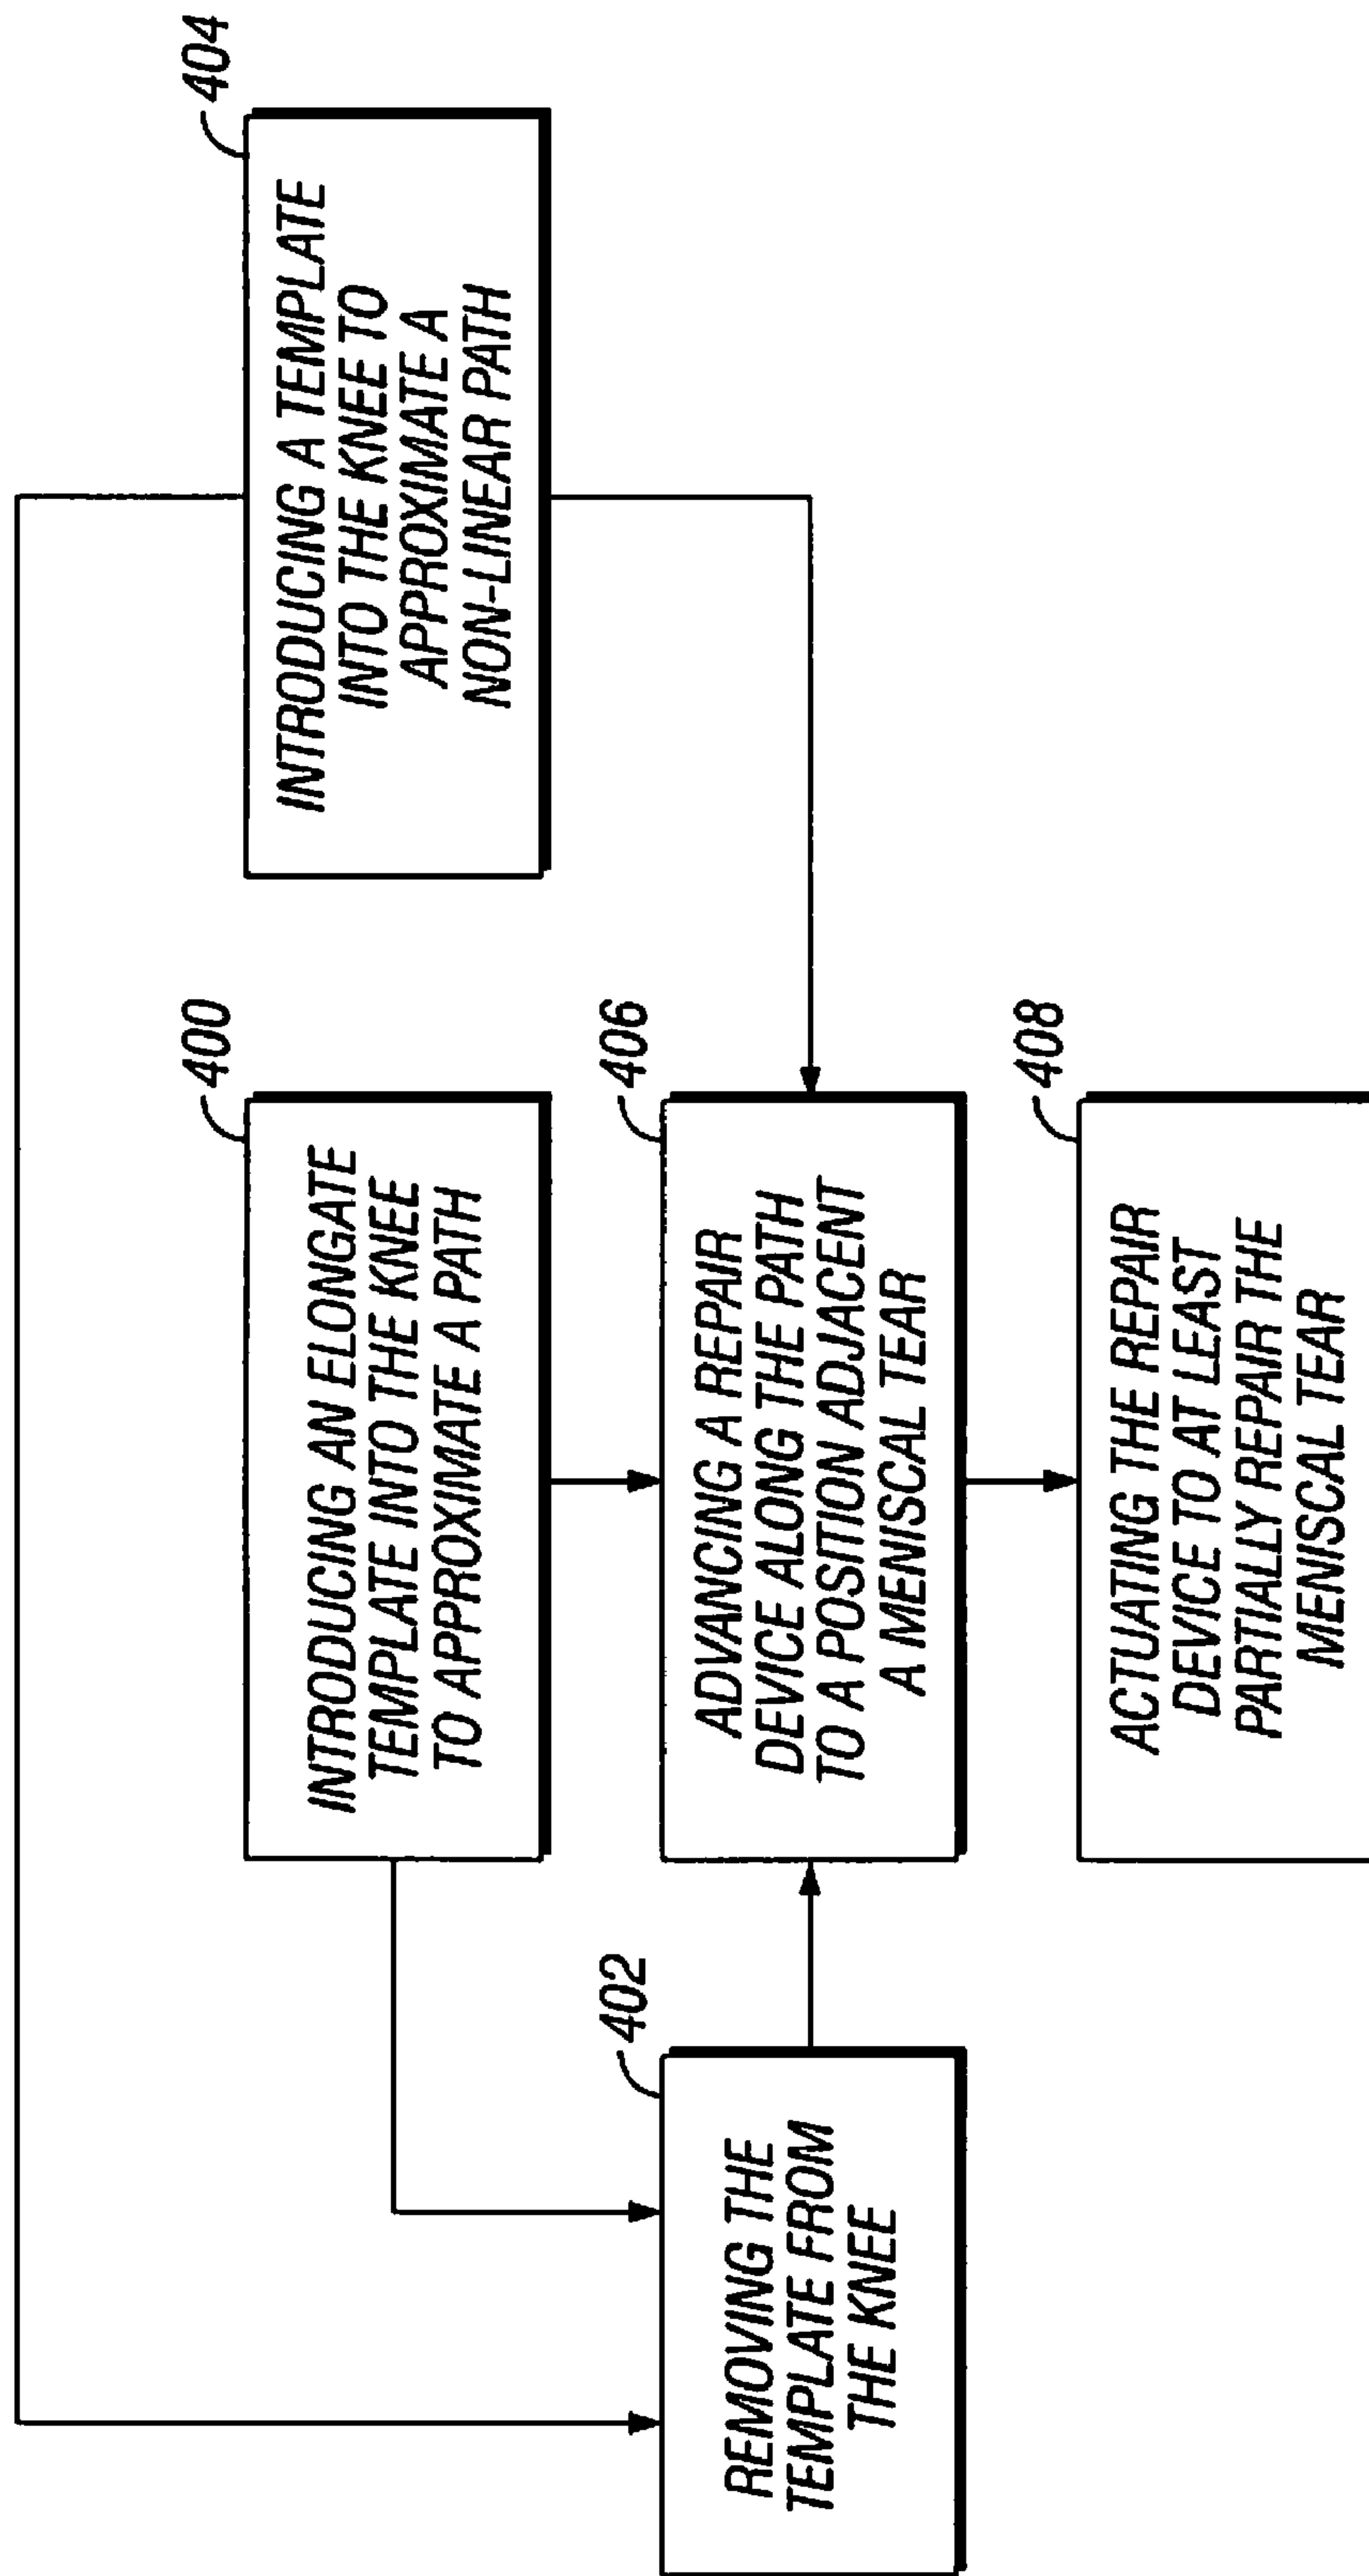 400
INTRODUCING AN ELONGATE
TEMPLATE INTO THE KNEE
TO APPROXIMATE A PATH
404
INTRODUCING A TEMPLATE
INTO THE KNEE TO
APPROXIMATE A
NON-LINEAR PATH
402
REMOVING THE
TEMPLATE FROM
THE KNEE
406
ADVANCING A REPAIR
DEVICE ALONG THE PATH
TO A POSITION ADJACENT
A MENISCAL TEAR
408
ACTUATING THE REPAIR
DEVICE TO AT LEAST
PARTIALLY REPAIR THE
MENISCAL TEAR